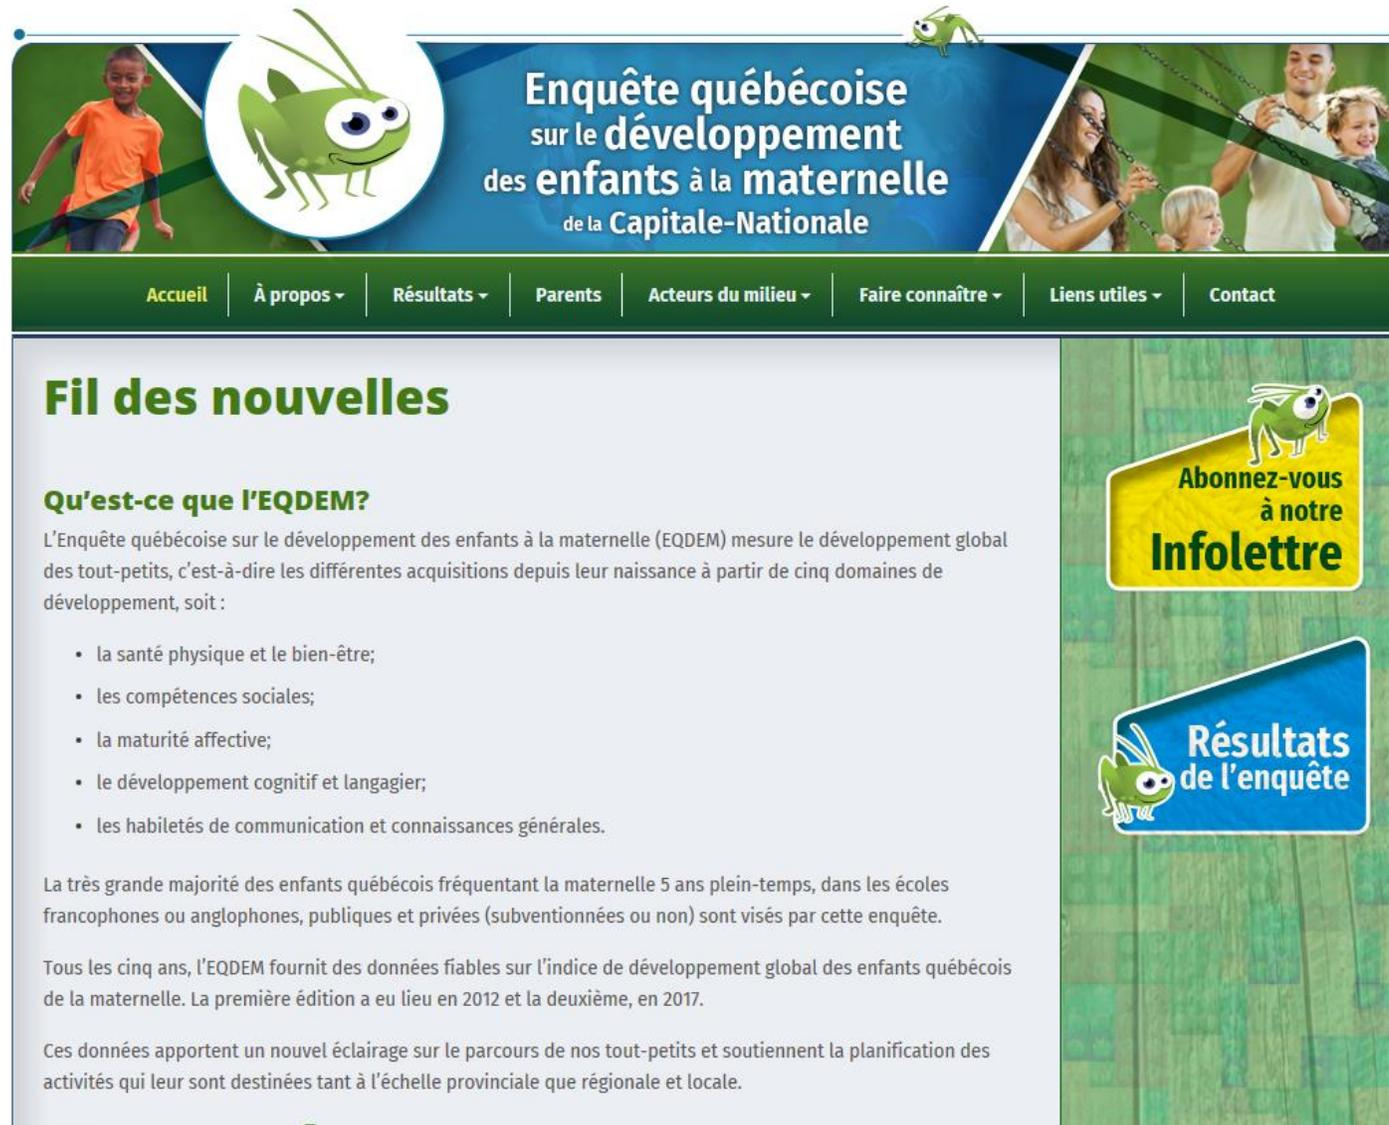 Enquête québécoise
sur le développement
des enfants à la maternelle
de la Capitale-Nationale
Accueil
À propos
Résultats
Parents
Acteurs du milieu
Faire connaître
Liens utiles
Contact
Fil des nouvelles
Qu'est-ce que l'EQDEM?
L'Enquête québécoise sur le développement des enfants à la maternelle (EQDEM) mesure le développement global
des tout-petits, c'est-à-dire les différentes acquisitions depuis leur naissance à partir de cinq domaines de
développement, soit :
• la santé physique et le bien-être;
• les compétences sociales;
• la maturité affective;
• le développement cognitif et langagier;
• les habiletés de communication et connaissances générales.
La très grande majorité des enfants québécois fréquentant la maternelle 5 ans plein-temps, dans les écoles
francophones ou anglophones, publiques et privées (subventionnées ou non) sont visés par cette enquête.
Tous les cinq ans, l'EQDEM fournit des données fiables sur l'indice de développement global des enfants québécois
de la maternelle. La première édition a eu lieu en 2012 et la deuxième, en 2017.
Ces données apportent un nouvel éclairage sur le parcours de nos tout-petits et soutiennent la planification des
activités qui leur sont destinées tant à l'échelle provinciale que régionale et locale.
Abonnez-vous
à notre
Infolettre
Résultats
de l'enquête